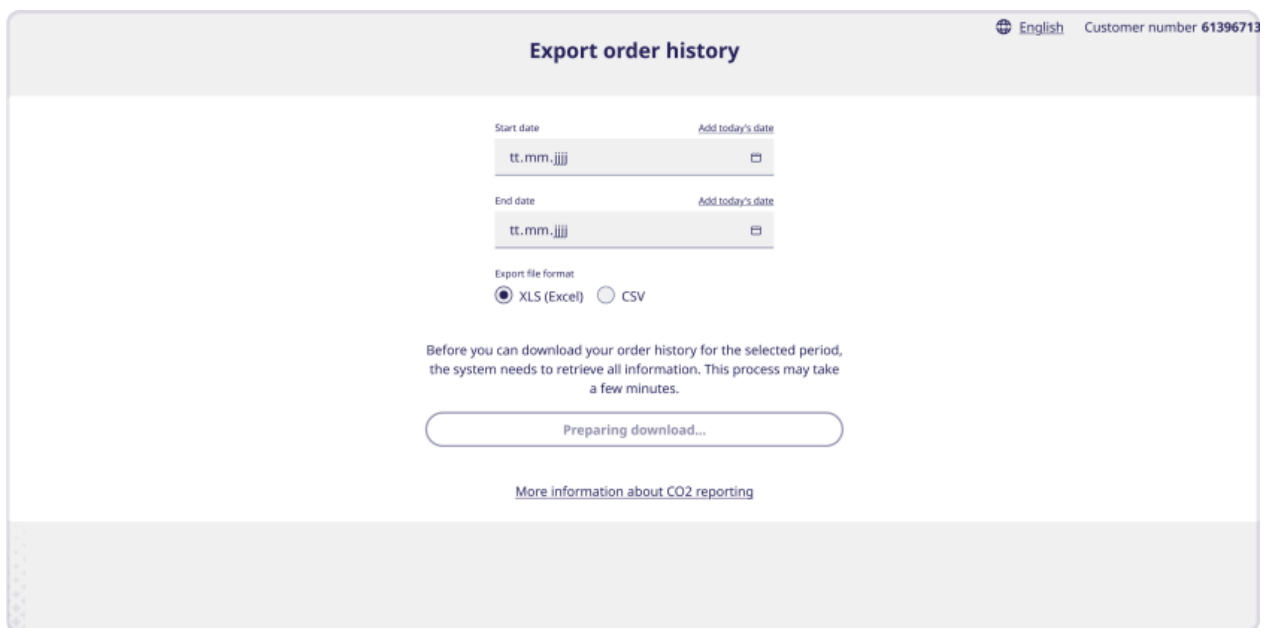 English Customer number 61396713
Export order history
Start date Add today's date
tt.mm.jjjj
End date Add today's date
tt.mm.jjjj
Export file format
XLS (Excel) CSV
Before you can download your order history for the selected period,
the system needs to retrieve all information. This process may take
a few minutes.
Preparing download...
More information about CO2 reporting